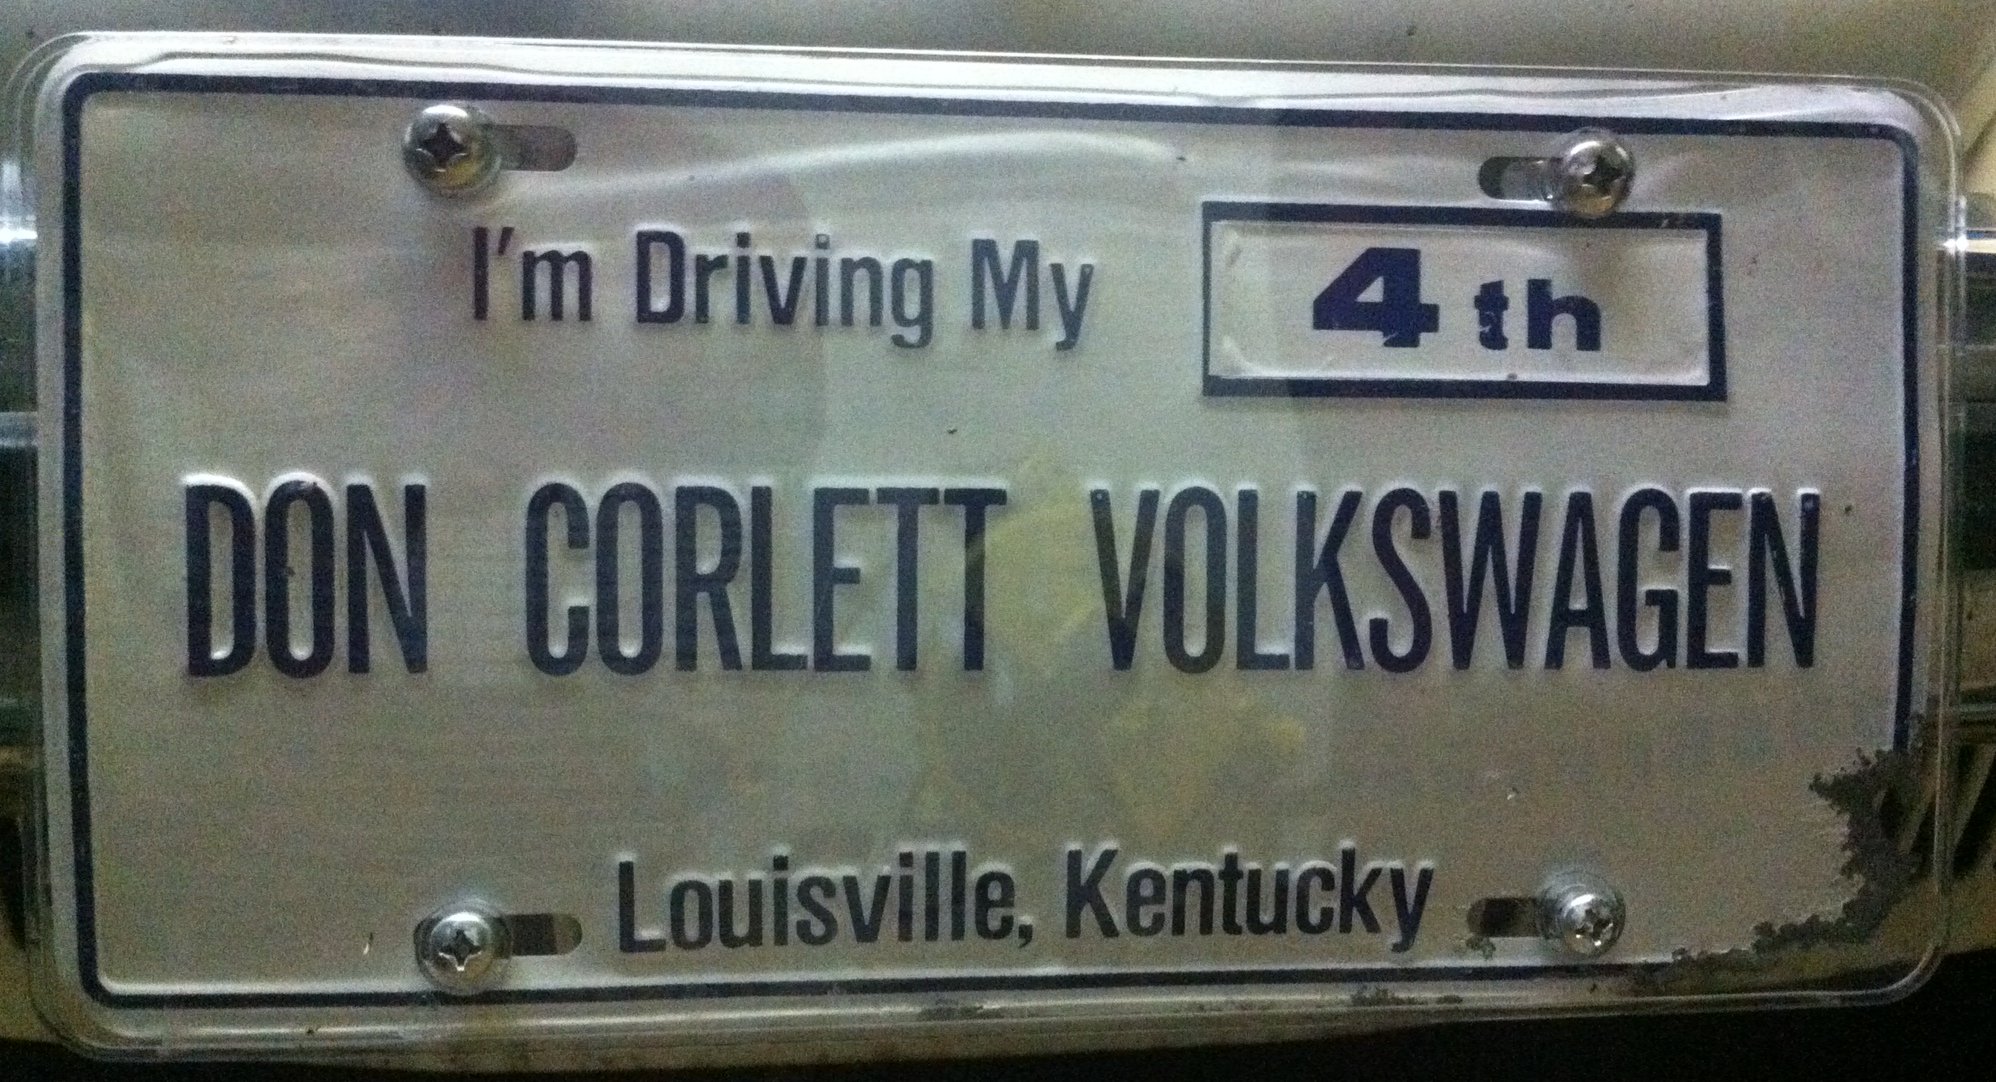 I'm Driving My 4th
DON CORLETT VOLKSWAGEN
Louisville, Kentucky